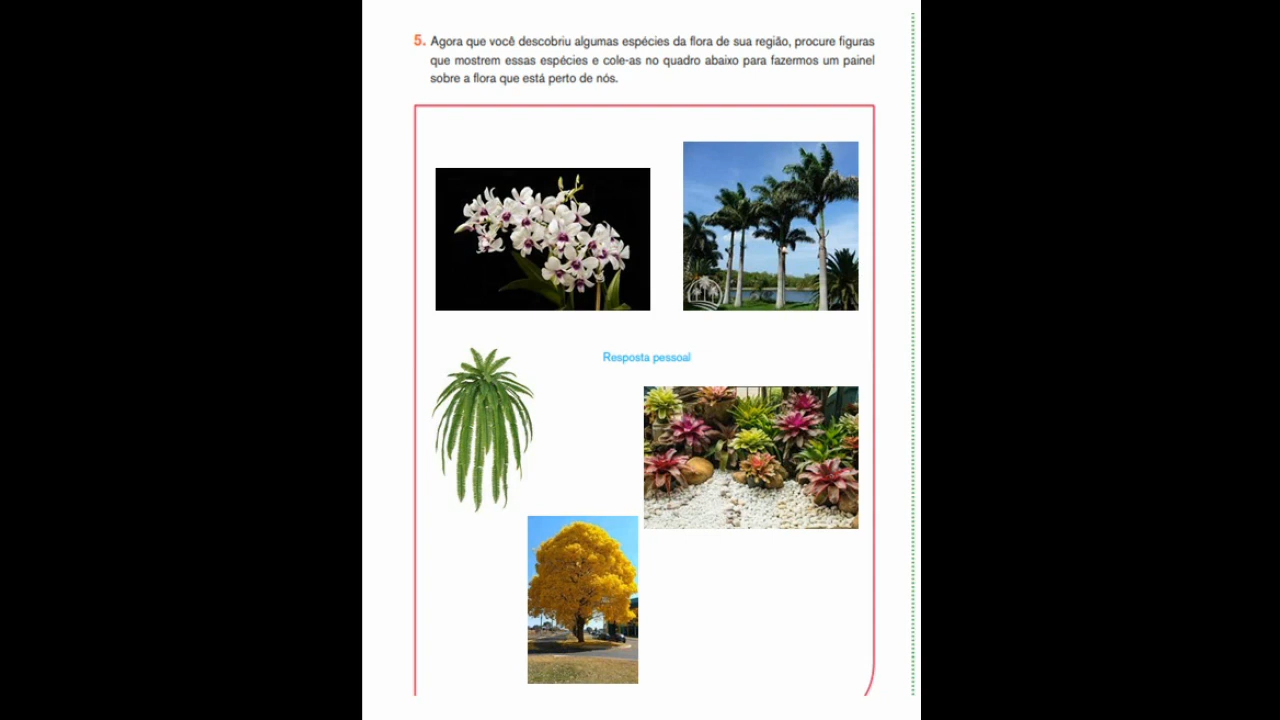 5. Agora que você descobriu algumas espécies da flora de sua região, procure figuras
que mostrem essas espécies e cole-as no quadro abaixo para fazermos um painel
sobre a flora que está perto de nós.
Resposta pessoal